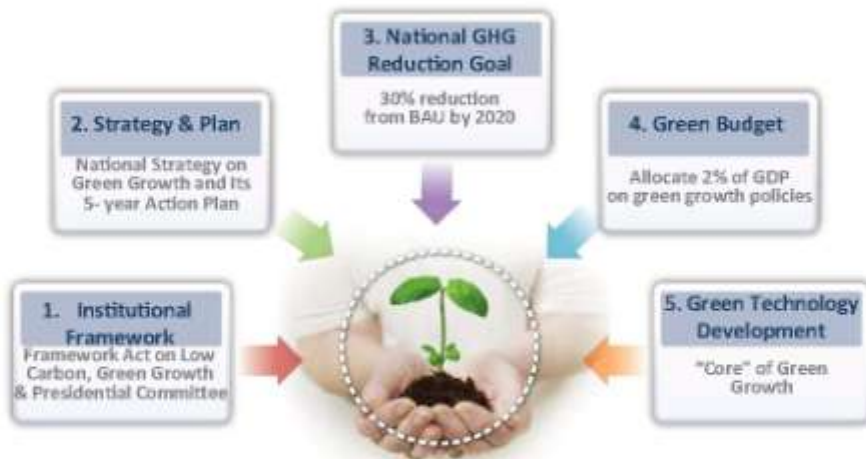 1. Institutional
Framework
Framework Act on Low
Carbon, Green Growth
& Presidential Committee
2. Strategy & Plan
National Strategy on
Green Growth and Its
5- year Action Plan
3. National GHG
Reduction Goal
30% reduction
from BAU by 2020
4. Green Budget
Allocate 2% of GDP
on green growth policies
5. Green Technology
Development
"Core" of Green
Growth